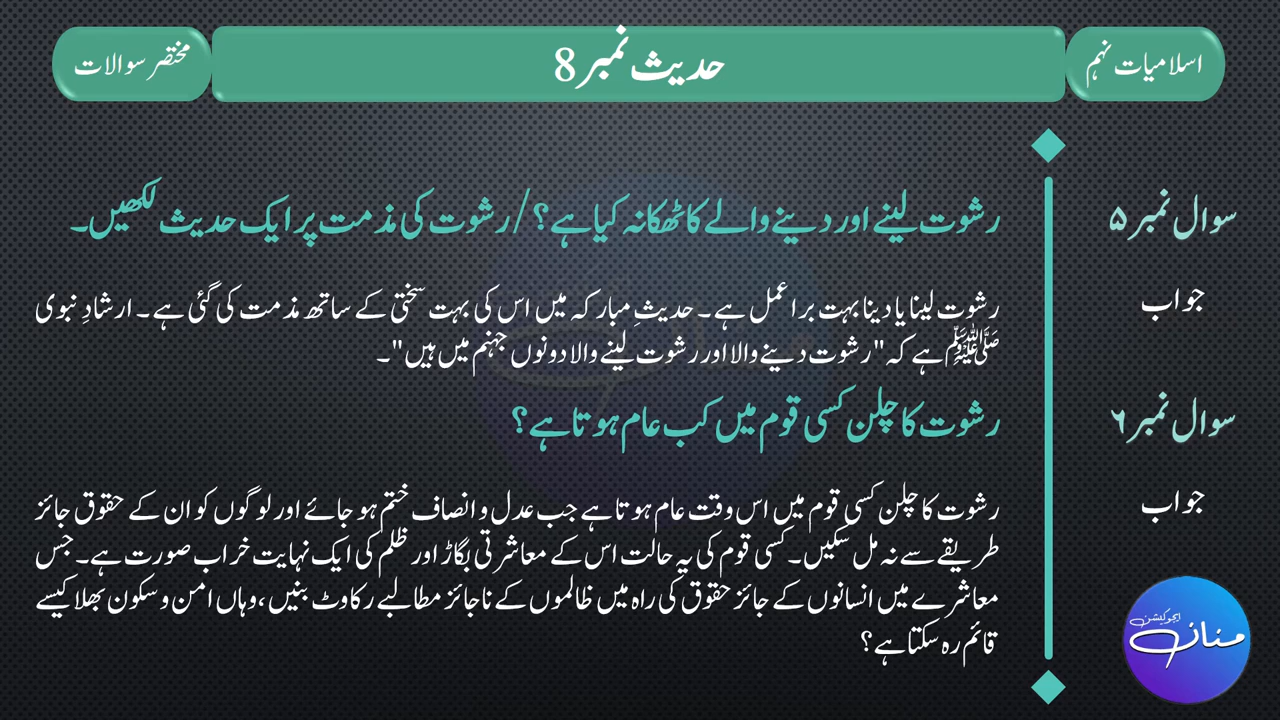 اسلامیات نہم
حدیث نمبر 8
مختصر سوالات
سوال نمبر ۵
رشوت لینے اور دینے والے کا ٹھکانہ کیا ہے؟ /رشوت کی مذمت پر ایک حدیث لکھیں۔
جواب
رشوت لینا یا دینا بہت برا عمل ہے۔ حدیثِ مبارکہ میں اس کی بہت سختی کے ساتھ مذمت کی گئی ہے۔ ارشادِ نبوی
ﷺ ہے کہ "رشوت دینے والا اور رشوت لینے والا دونوں جہنم میں ہیں"۔
سوال نمبر ۶
رشوت کا چلن کسی قوم میں کب عام ہوتا ہے؟
جواب
رشوت کا چلن کسی قوم میں اس وقت عام ہوتا ہے جب عدل و انصاف ختم ہو جائے اور لوگوں کو ان کے حقوق جائز
طریقے سے نہ مل سکیں۔ کسی قوم کی یہ حالت اس کے معاشرتی بگاڑ اور ظلم کی ایک نہایت خراب صورت ہے۔ جس
معاشرے میں انسانوں کے جائز حقوق کی راہ میں ظالموں کے ناجائز مطالبے رکاوٹ بنیں، وہاں امن و سکون بھلا کیسے
قائم رہ سکتا ہے؟
ایجوکیشن